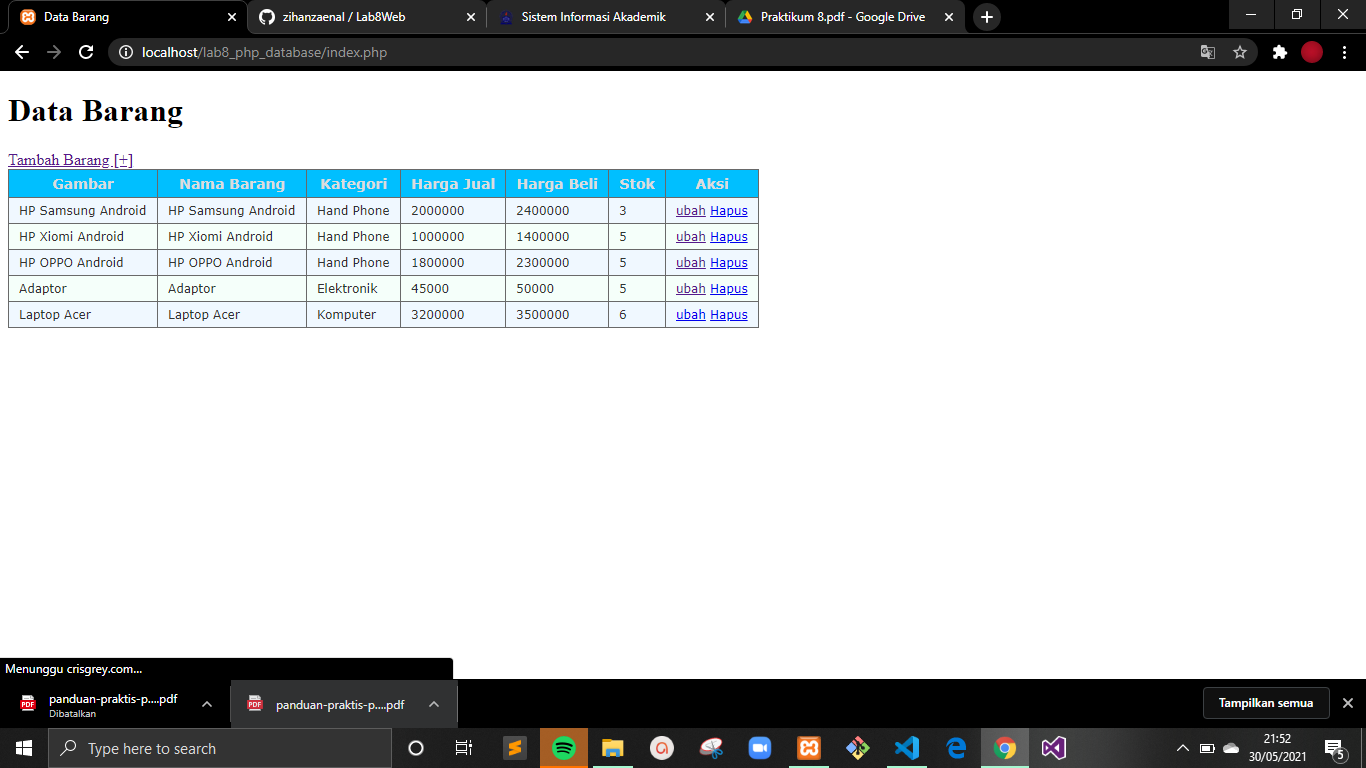 Data Barang
zihanzaenal / Lab8Web
Sistem Informasi Akademik
Praktikum 8.pdf - Google Drive
localhost/lab8_php_database/index.php
Data Barang
Tambah Barang [+]
Gambar Nama Barang Kategori Harga Jual Harga Beli Stok Aksi
HP Samsung Android HP Samsung Android Hand Phone 2000000 2400000 3 ubah Hapus
HP Xiomi Android HP Xiomi Android Hand Phone 1000000 1400000 5 ubah Hapus
HP OPPO Android HP OPPO Android Hand Phone 1800000 2300000 5 ubah Hapus
Adaptor Adaptor Elektronik 45000 50000 5 ubah Hapus
Laptop Acer Laptop Acer Komputer 3200000 3500000 6 ubah Hapus
Menunggu crisgrey.com...
PDF
panduan-praktis-p....pdf
Dibatalkan
PDF
panduan-praktis-p....pdf
Tampilkan semua
Type here to search
21:52
30/05/2021
5